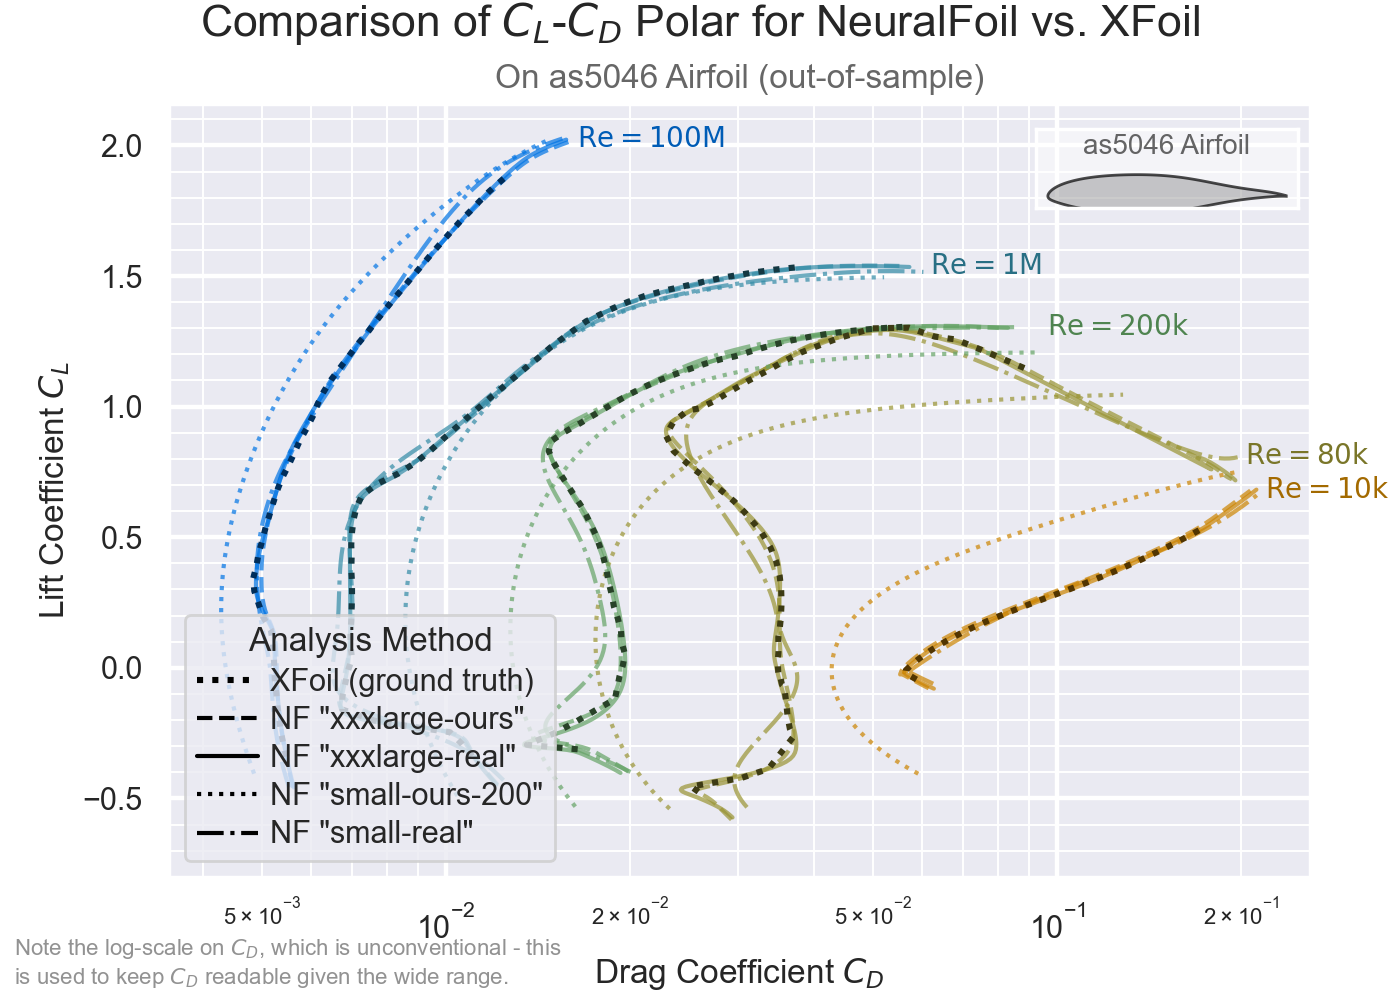 Comparison of C_L-C_D Polar for NeuralFoil vs. XFoil
On as5046 Airfoil (out-of-sample)
Re = 100M
as5046 Airfoil
Re = 1M
Re = 200k
Re = 80k
Re = 10k
Lift Coefficient C_L
2.0
1.5
1.0
0.5
0.0
−0.5
Analysis Method
XFoil (ground truth)
NF "xxxlarge-ours"
NF "xxxlarge-real"
NF "small-ours-200"
NF "small-real"
5 × 10⁻³
10⁻²
2 × 10⁻²
5 × 10⁻²
10⁻¹
2 × 10⁻¹
Drag Coefficient C_D
Note the log-scale on C_D, which is unconventional - this
is used to keep C_D readable given the wide range.